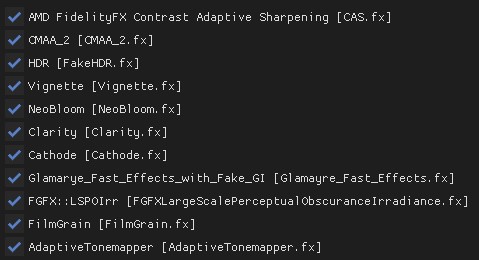 AMD FidelityFX Contrast Adaptive Sharpening [CAS.fx]
CMAA_2 [CMAA_2.fx]
HDR [FakeHDR.fx]
Vignette [Vignette.fx]
NeoBloom [NeoBloom.fx]
Clarity [Clarity.fx]
Cathode [Cathode.fx]
Glamarye_Fast_Effects_with_Fake_GI [Glamayre_Fast_Effects.fx]
FGFX::LSPOIrr [FGFXLargeScalePerceptualObscuranceIrradiance.fx]
FilmGrain [FilmGrain.fx]
AdaptiveTonemapper [AdaptiveTonemapper.fx]